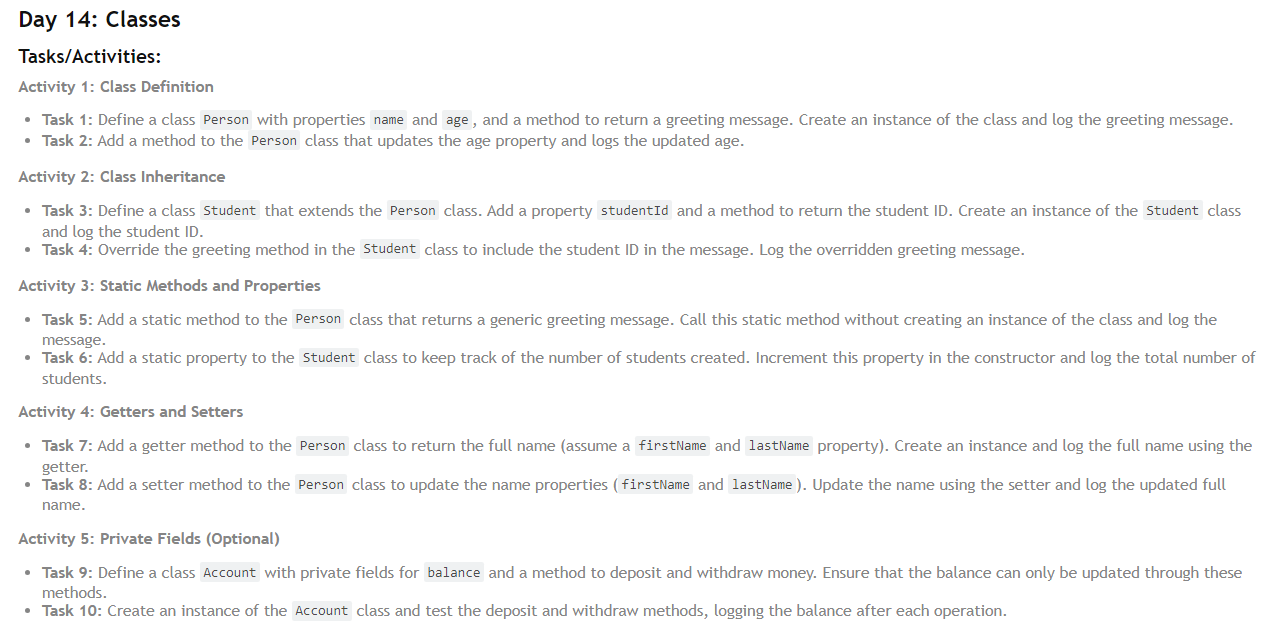 Day 14: Classes
Tasks/Activities:
Activity 1: Class Definition
• Task 1: Define a class Person with properties name and age, and a method to return a greeting message. Create an instance of the class and log the greeting message.
• Task 2: Add a method to the Person class that updates the age property and logs the updated age.
Activity 2: Class Inheritance
• Task 3: Define a class Student that extends the Person class. Add a property studentId and a method to return the student ID. Create an instance of the Student class
and log the student ID.
• Task 4: Override the greeting method in the Student class to include the student ID in the message. Log the overridden greeting message.
Activity 3: Static Methods and Properties
• Task 5: Add a static method to the Person class that returns a generic greeting message. Call this static method without creating an instance of the class and log the
message.
• Task 6: Add a static property to the Student class to keep track of the number of students created. Increment this property in the constructor and log the total number of
students.
Activity 4: Getters and Setters
• Task 7: Add a getter method to the Person class to return the full name (assume a firstName and lastName property). Create an instance and log the full name using the
getter.
• Task 8: Add a setter method to the Person class to update the name properties (firstName and lastName). Update the name using the setter and log the updated full
name.
Activity 5: Private Fields (Optional)
• Task 9: Define a class Account with private fields for balance and a method to deposit and withdraw money. Ensure that the balance can only be updated through these
methods.
• Task 10: Create an instance of the Account class and test the deposit and withdraw methods, logging the balance after each operation.